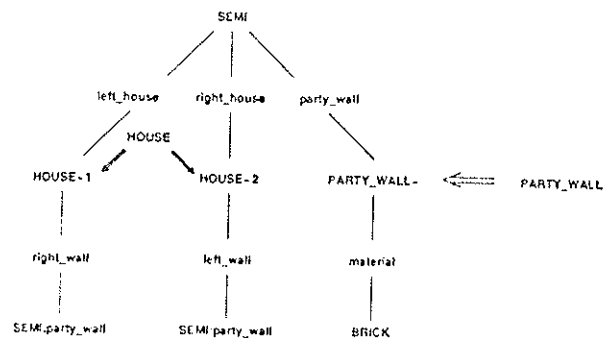 SEMI
left_house right_house party_wall
HOUSE
HOUSE-1 HOUSE-2 PARTY_WALL- PARTY_WALL
right_wall left_wall material
SEMI:party_wall SEMI:party_wall BRICK